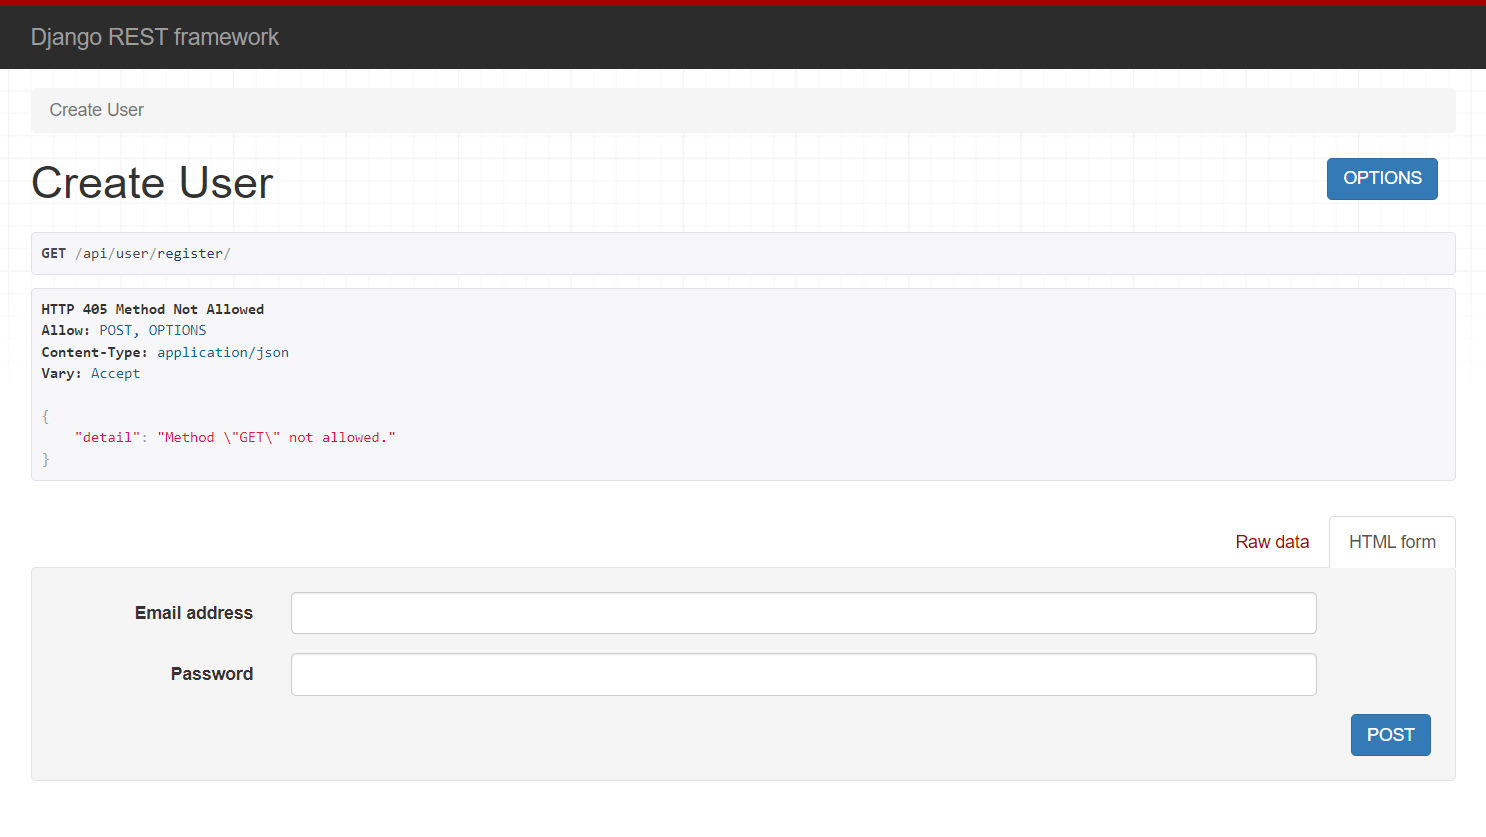 Django REST framework
Create User
Create User
OPTIONS
GET /api/user/register/
HTTP 405 Method Not Allowed
Allow: POST, OPTIONS
Content-Type: application/json
Vary: Accept
{
    "detail": "Method \"GET\" not allowed."
}
Raw data
HTML form
Email address
Password
POST